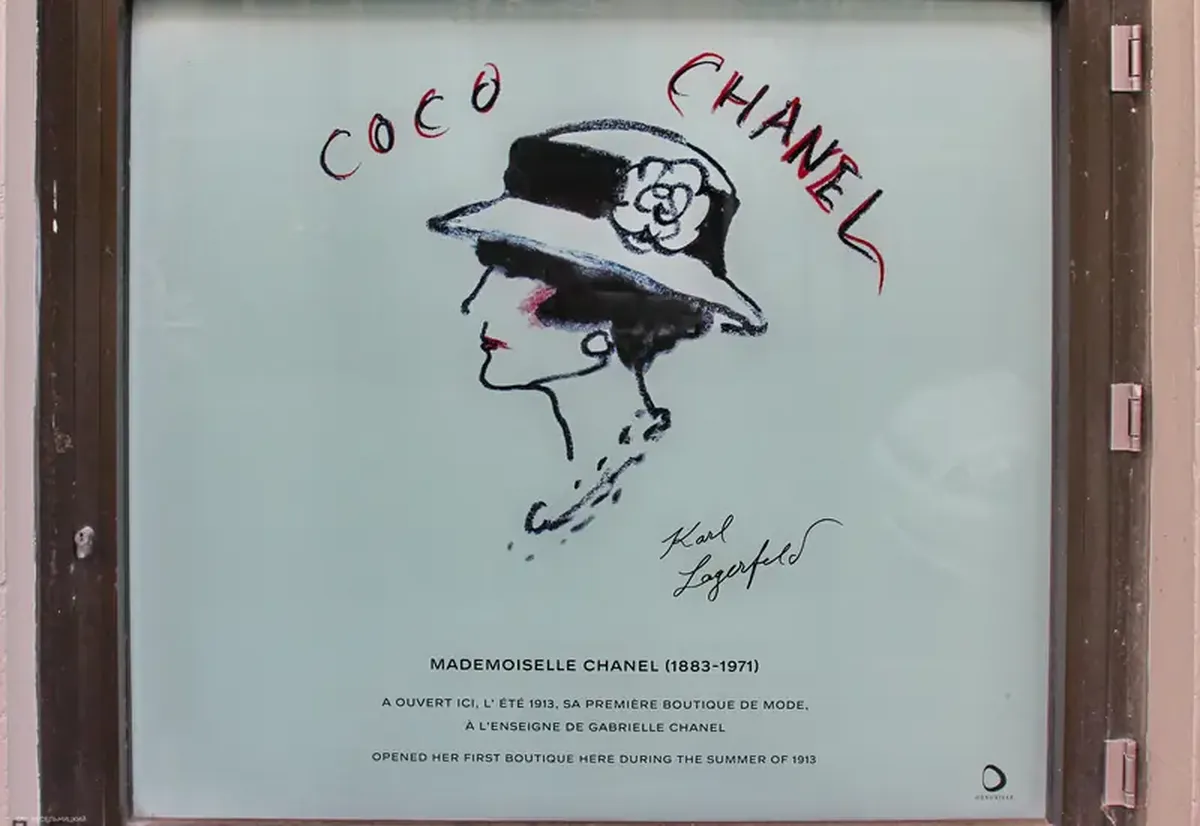 COCO CHANEL
Karl
Lagerfeld
MADEMOISELLE CHANEL (1883-1971)
A OUVERT ICI, L' ÉTÉ 1913, SA PREMIÈRE BOUTIQUE DE MODE,
À L'ENSEIGNE DE GABRIELLE CHANEL
OPENED HER FIRST BOUTIQUE HERE DURING THE SUMMER OF 1913
DEAUVILLE